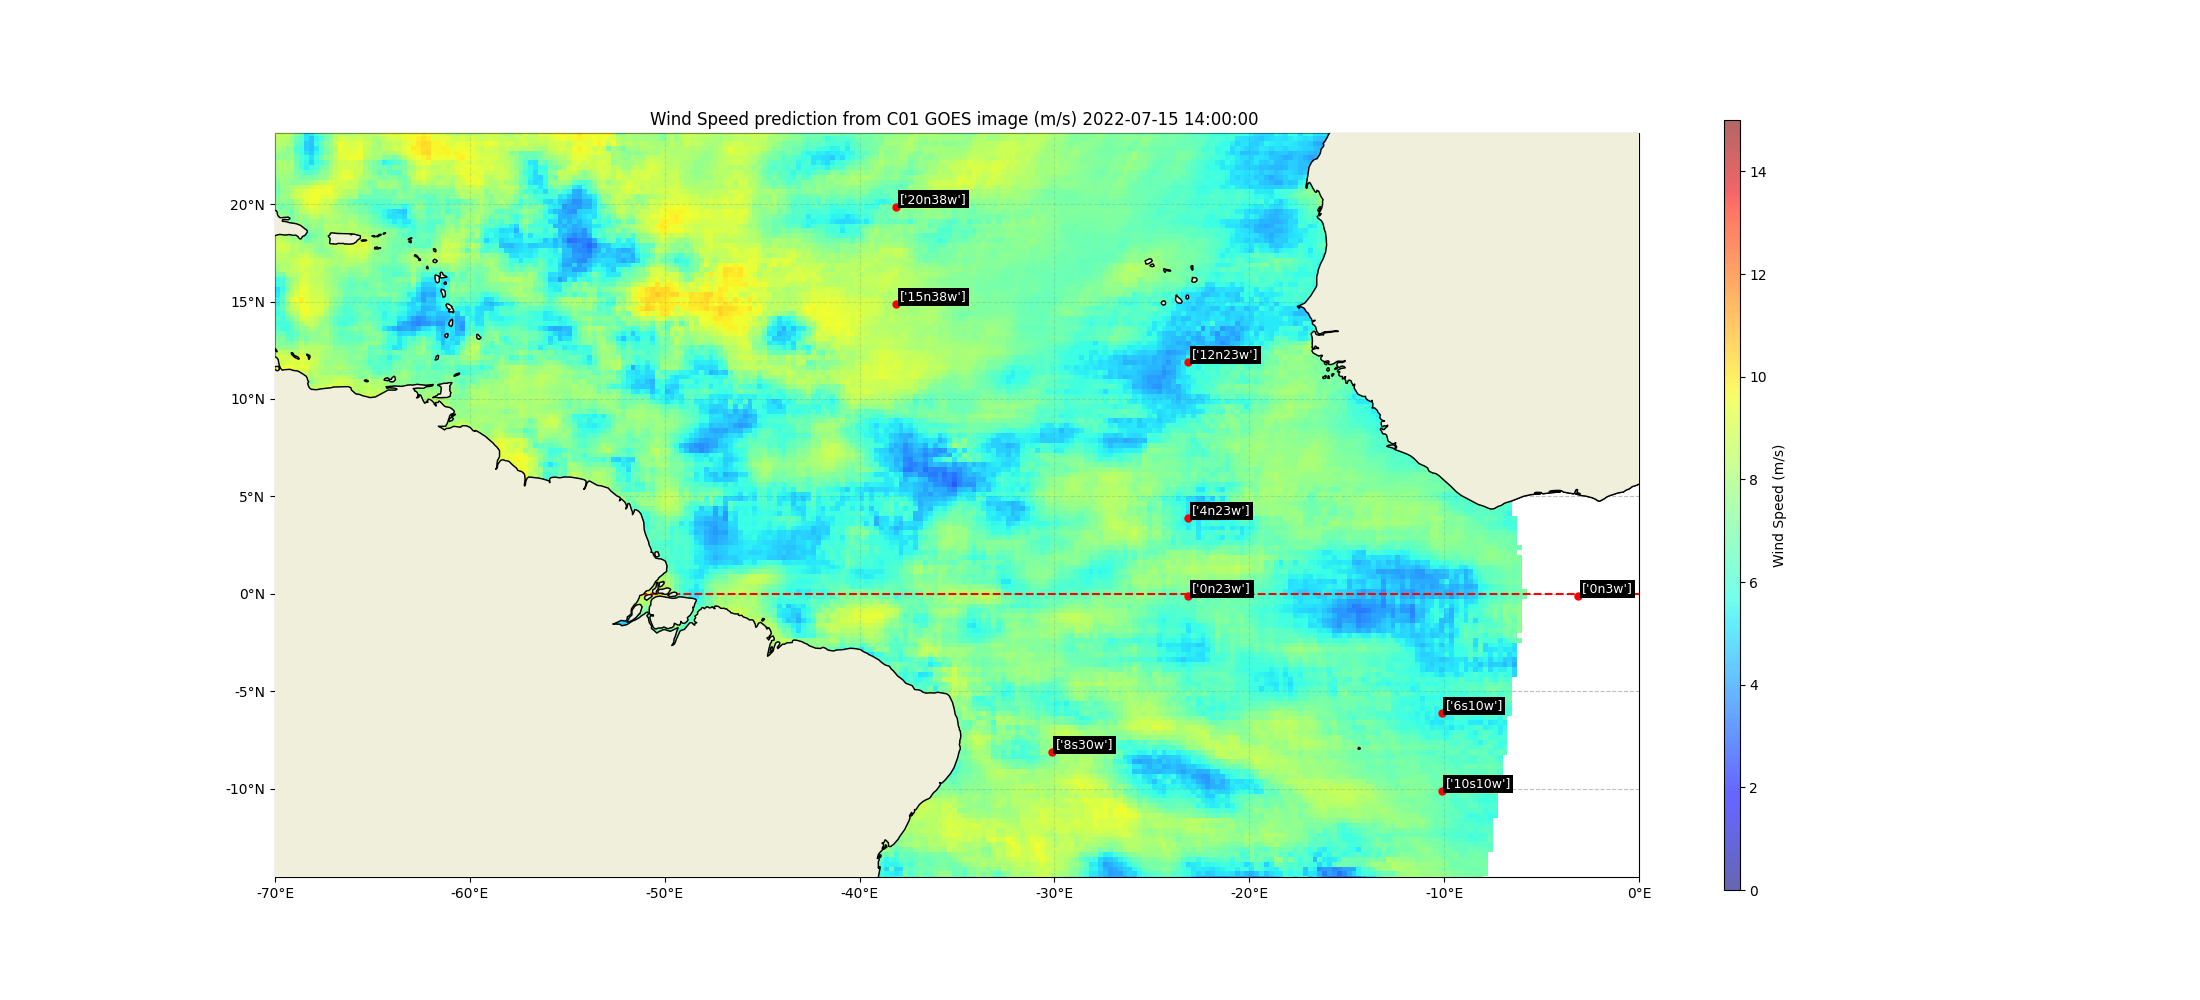 Wind Speed prediction from C01 GOES image (m/s) 2022-07-15 14:00:00
20°N
15°N
10°N
5°N
0°N
-5°N
-10°N
['20n38w']
['15n38w']
['12n23w']
['4n23w']
['0n23w']
['0n3w']
['6s10w']
['8s30w']
['10s10w']
-70°E
-60°E
-50°E
-40°E
-30°E
-20°E
-10°E
0°E
14
12
10
8
6
4
2
0
Wind Speed (m/s)